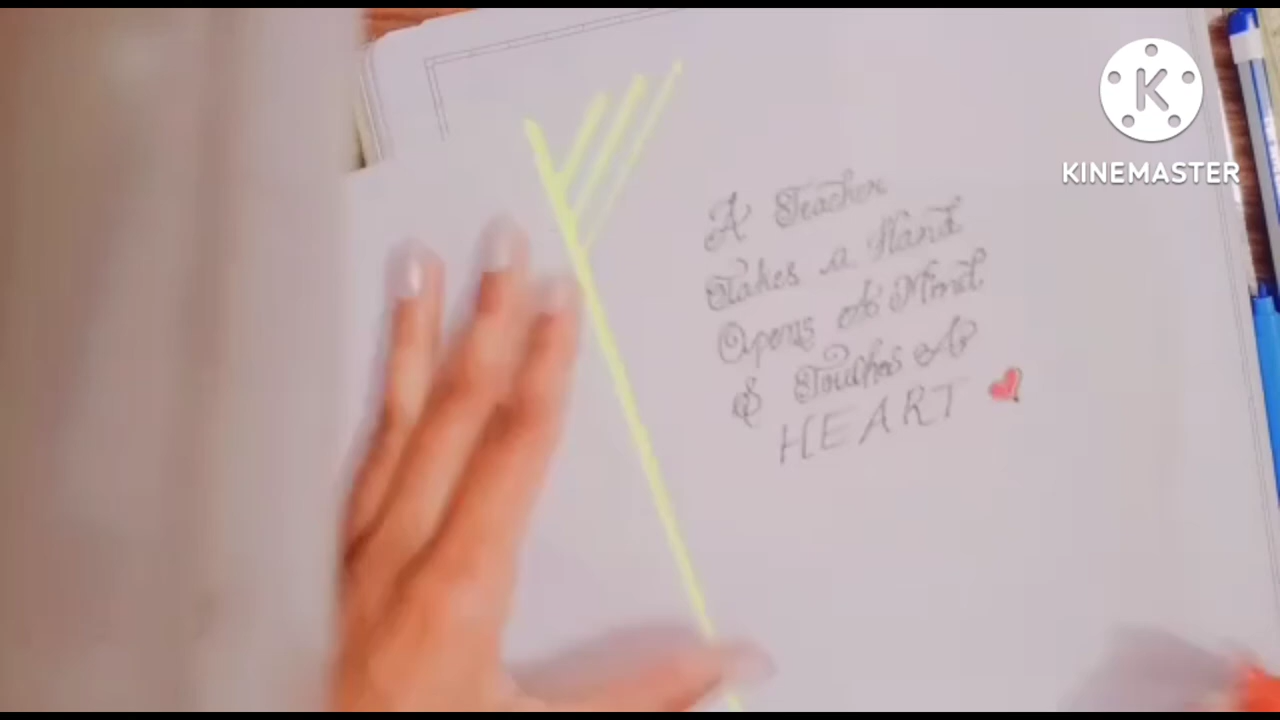 A Teacher
Takes a Hand
Opens A Mind
& Touches A
HEART
K
KINEMASTER